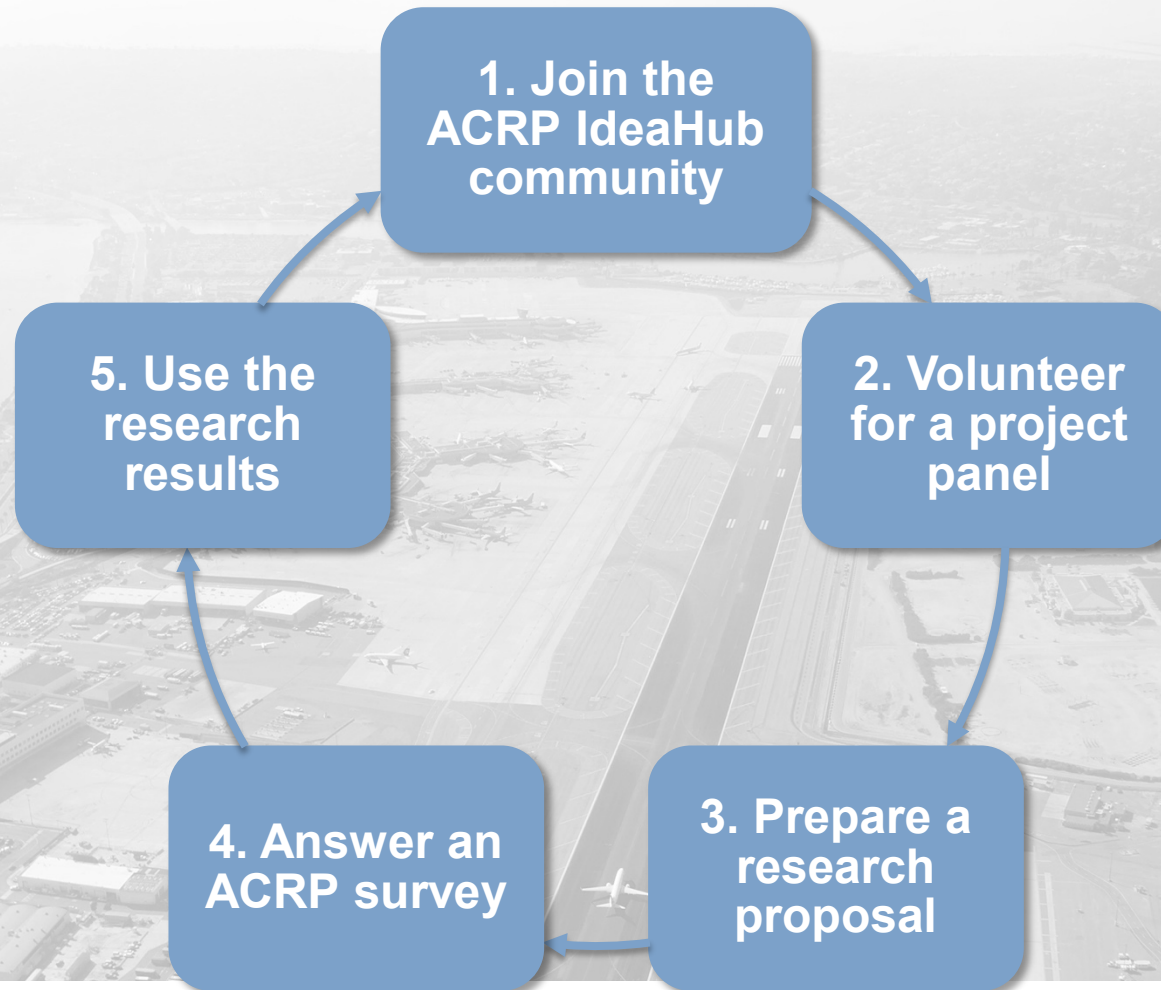 1. Join the
ACRP IdeaHub
community
2. Volunteer
for a project
panel
3. Prepare a
research
proposal
4. Answer an
ACRP survey
5. Use the
research
results